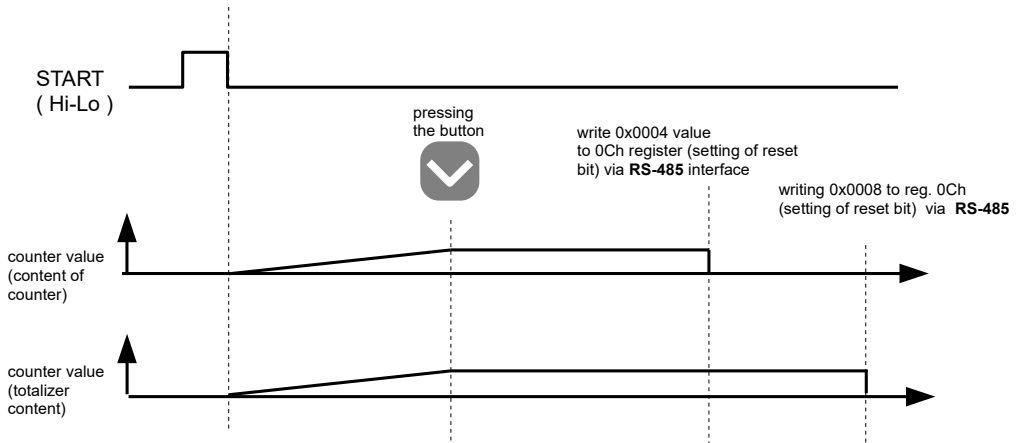 START
( Hi-Lo )
pressing
the button
write 0x0004 value
to 0Ch register (setting of reset
bit) via RS-485 interface
writing 0x0008 to reg. 0Ch
(setting of reset bit) via RS-485
counter value
(content of
counter)
counter value
(totalizer
content)